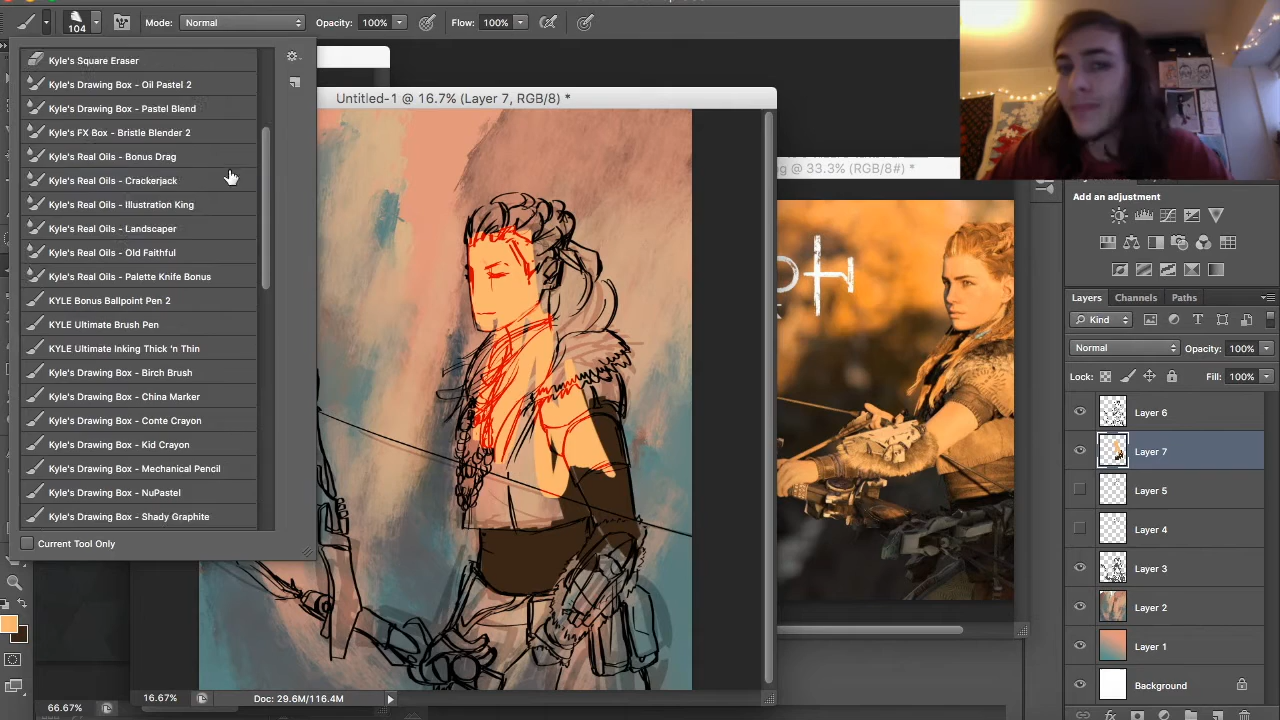 104
Mode: Normal
Opacity: 100%
Flow: 100%
Kyle's Square Eraser
Kyle's Drawing Box - Oil Pastel 2
Kyle's Drawing Box - Pastel Blend
Kyle's FX Box - Bristle Blender 2
Kyle's Real Oils - Bonus Drag
Kyle's Real Oils - Crackerjack
Kyle's Real Oils - Illustration King
Kyle's Real Oils - Landscaper
Kyle's Real Oils - Old Faithful
Kyle's Real Oils - Palette Knife Bonus
KYLE Bonus Ballpoint Pen 2
KYLE Ultimate Brush Pen
KYLE Ultimate Inking Thick 'n Thin
Kyle's Drawing Box - Birch Brush
Kyle's Drawing Box - China Marker
Kyle's Drawing Box - Conte Crayon
Kyle's Drawing Box - Kid Crayon
Kyle's Drawing Box - Mechanical Pencil
Kyle's Drawing Box - NuPastel
Kyle's Drawing Box - Shady Graphite
Current Tool Only
66.67%
Untitled-1 @ 16.7% (Layer 7, RGB/8) *
16.67%
Doc: 29.6M/116.4M
g @ 33.3% (RGB/8#) *
Add an adjustment
Layers Channels Paths
Kind
Normal
Opacity: 100%
Lock:
Fill: 100%
Layer 6
Layer 7
Layer 5
Layer 4
Layer 3
Layer 2
Layer 1
Background
fx